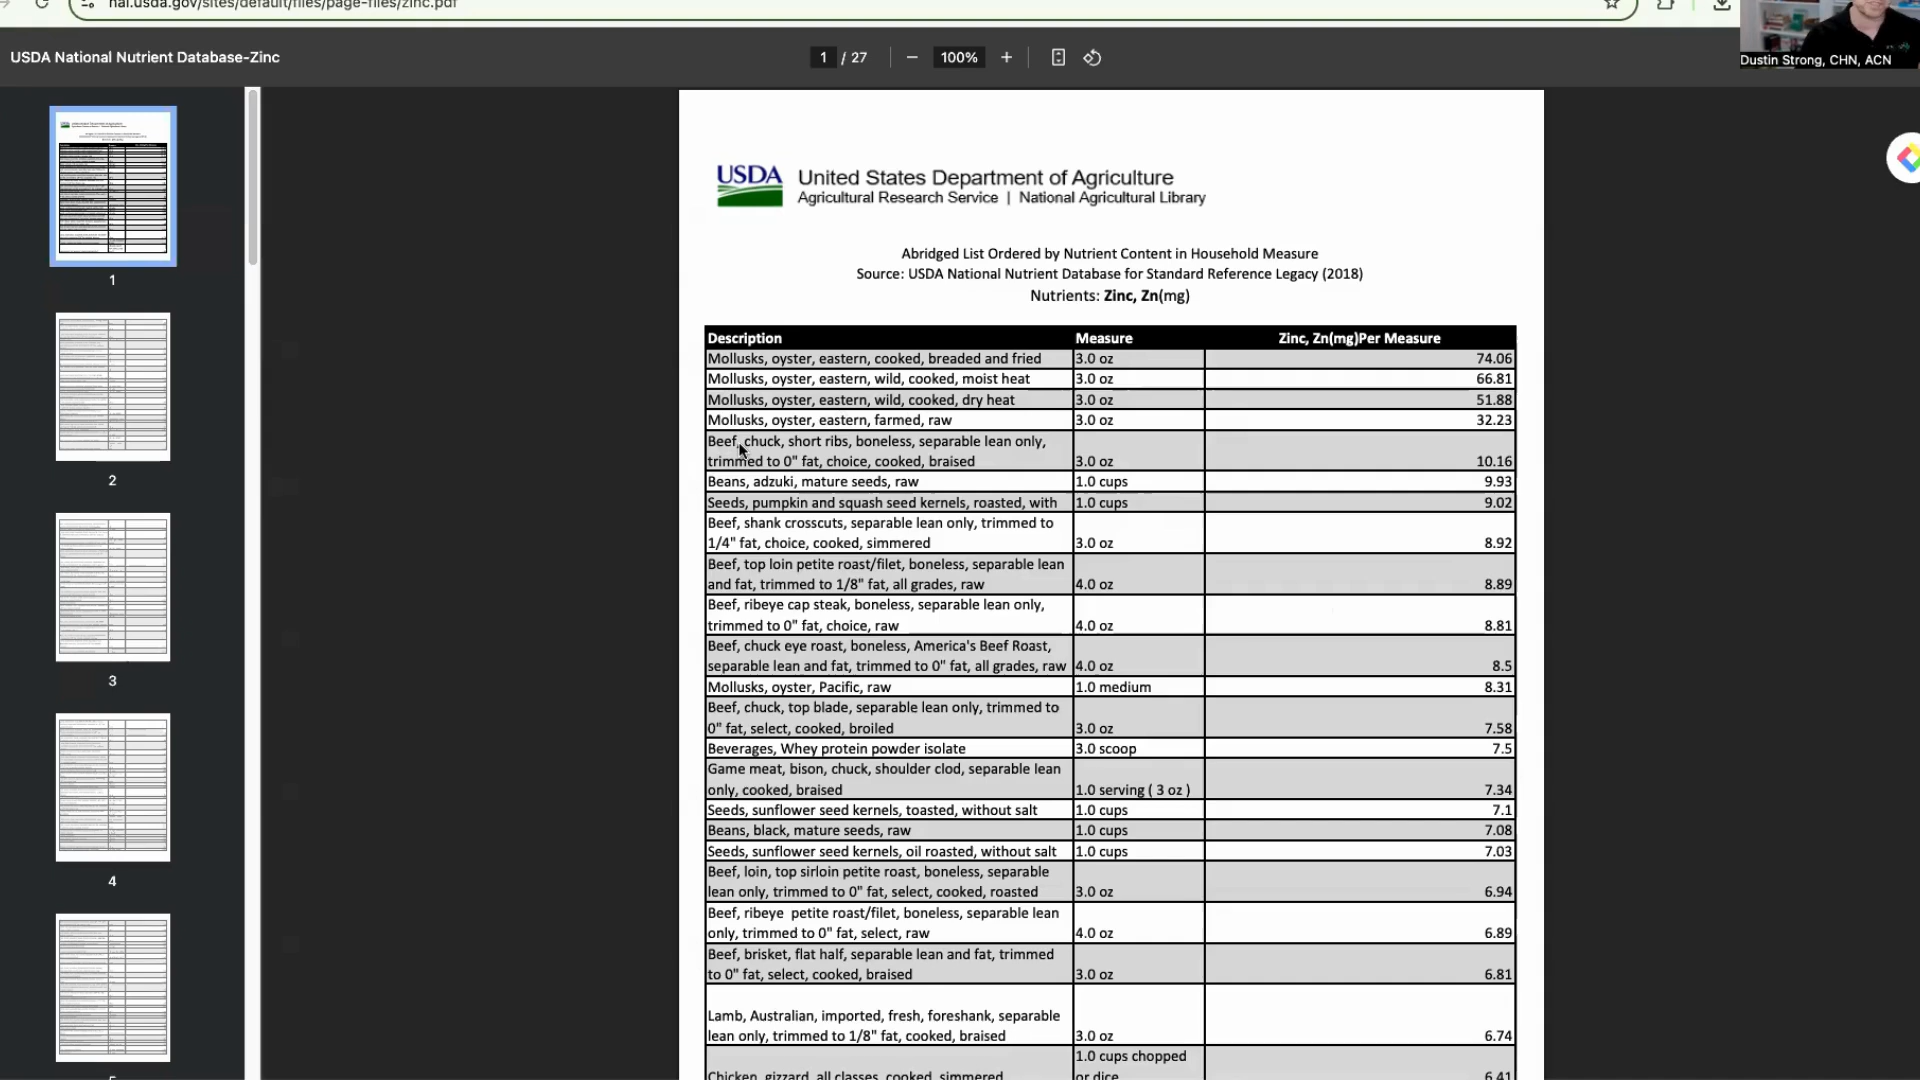 nal.usda.gov/sites/default/files/page-files/zinc.pdf
USDA National Nutrient Database-Zinc
1 / 27
100%
Dustin Strong, CHN, ACN
1
2
3
4
USDA
United States Department of Agriculture
Agricultural Research Service | National Agricultural Library
Abridged List Ordered by Nutrient Content in Household Measure
Source: USDA National Nutrient Database for Standard Reference Legacy (2018)
Nutrients: Zinc, Zn(mg)
Description Measure Zinc, Zn(mg)Per Measure
Mollusks, oyster, eastern, cooked, breaded and fried 3.0 oz 74.06
Mollusks, oyster, eastern, wild, cooked, moist heat 3.0 oz 66.81
Mollusks, oyster, eastern, wild, cooked, dry heat 3.0 oz 51.88
Mollusks, oyster, eastern, farmed, raw 3.0 oz 32.23
Beef, chuck, short ribs, boneless, separable lean only,
trimmed to 0" fat, choice, cooked, braised 3.0 oz 10.16
Beans, adzuki, mature seeds, raw 1.0 cups 9.93
Seeds, pumpkin and squash seed kernels, roasted, with 1.0 cups 9.02
Beef, shank crosscuts, separable lean only, trimmed to
1/4" fat, choice, cooked, simmered 3.0 oz 8.92
Beef, top loin petite roast/filet, boneless, separable lean
and fat, trimmed to 1/8" fat, all grades, raw 4.0 oz 8.89
Beef, ribeye cap steak, boneless, separable lean only,
trimmed to 0" fat, choice, raw 4.0 oz 8.81
Beef, chuck eye roast, boneless, America's Beef Roast,
separable lean and fat, trimmed to 0" fat, all grades, raw 4.0 oz 8.5
Mollusks, oyster, Pacific, raw 1.0 medium 8.31
Beef, chuck, top blade, separable lean only, trimmed to
0" fat, select, cooked, broiled 3.0 oz 7.58
Beverages, Whey protein powder isolate 3.0 scoop 7.5
Game meat, bison, chuck, shoulder clod, separable lean
only, cooked, braised 1.0 serving ( 3 oz ) 7.34
Seeds, sunflower seed kernels, toasted, without salt 1.0 cups 7.1
Beans, black, mature seeds, raw 1.0 cups 7.08
Seeds, sunflower seed kernels, oil roasted, without salt 1.0 cups 7.03
Beef, loin, top sirloin petite roast, boneless, separable
lean only, trimmed to 0" fat, select, cooked, roasted 3.0 oz 6.94
Beef, ribeye petite roast/filet, boneless, separable lean
only, trimmed to 0" fat, select, raw 4.0 oz 6.89
Beef, brisket, flat half, separable lean and fat, trimmed
to 0" fat, select, cooked, braised 3.0 oz 6.81
Lamb, Australian, imported, fresh, foreshank, separable
lean only, trimmed to 1/8" fat, cooked, braised 3.0 oz 6.74
1.0 cups chopped
Chicken, gizzard, all classes, cooked, simmered or dice 6.41